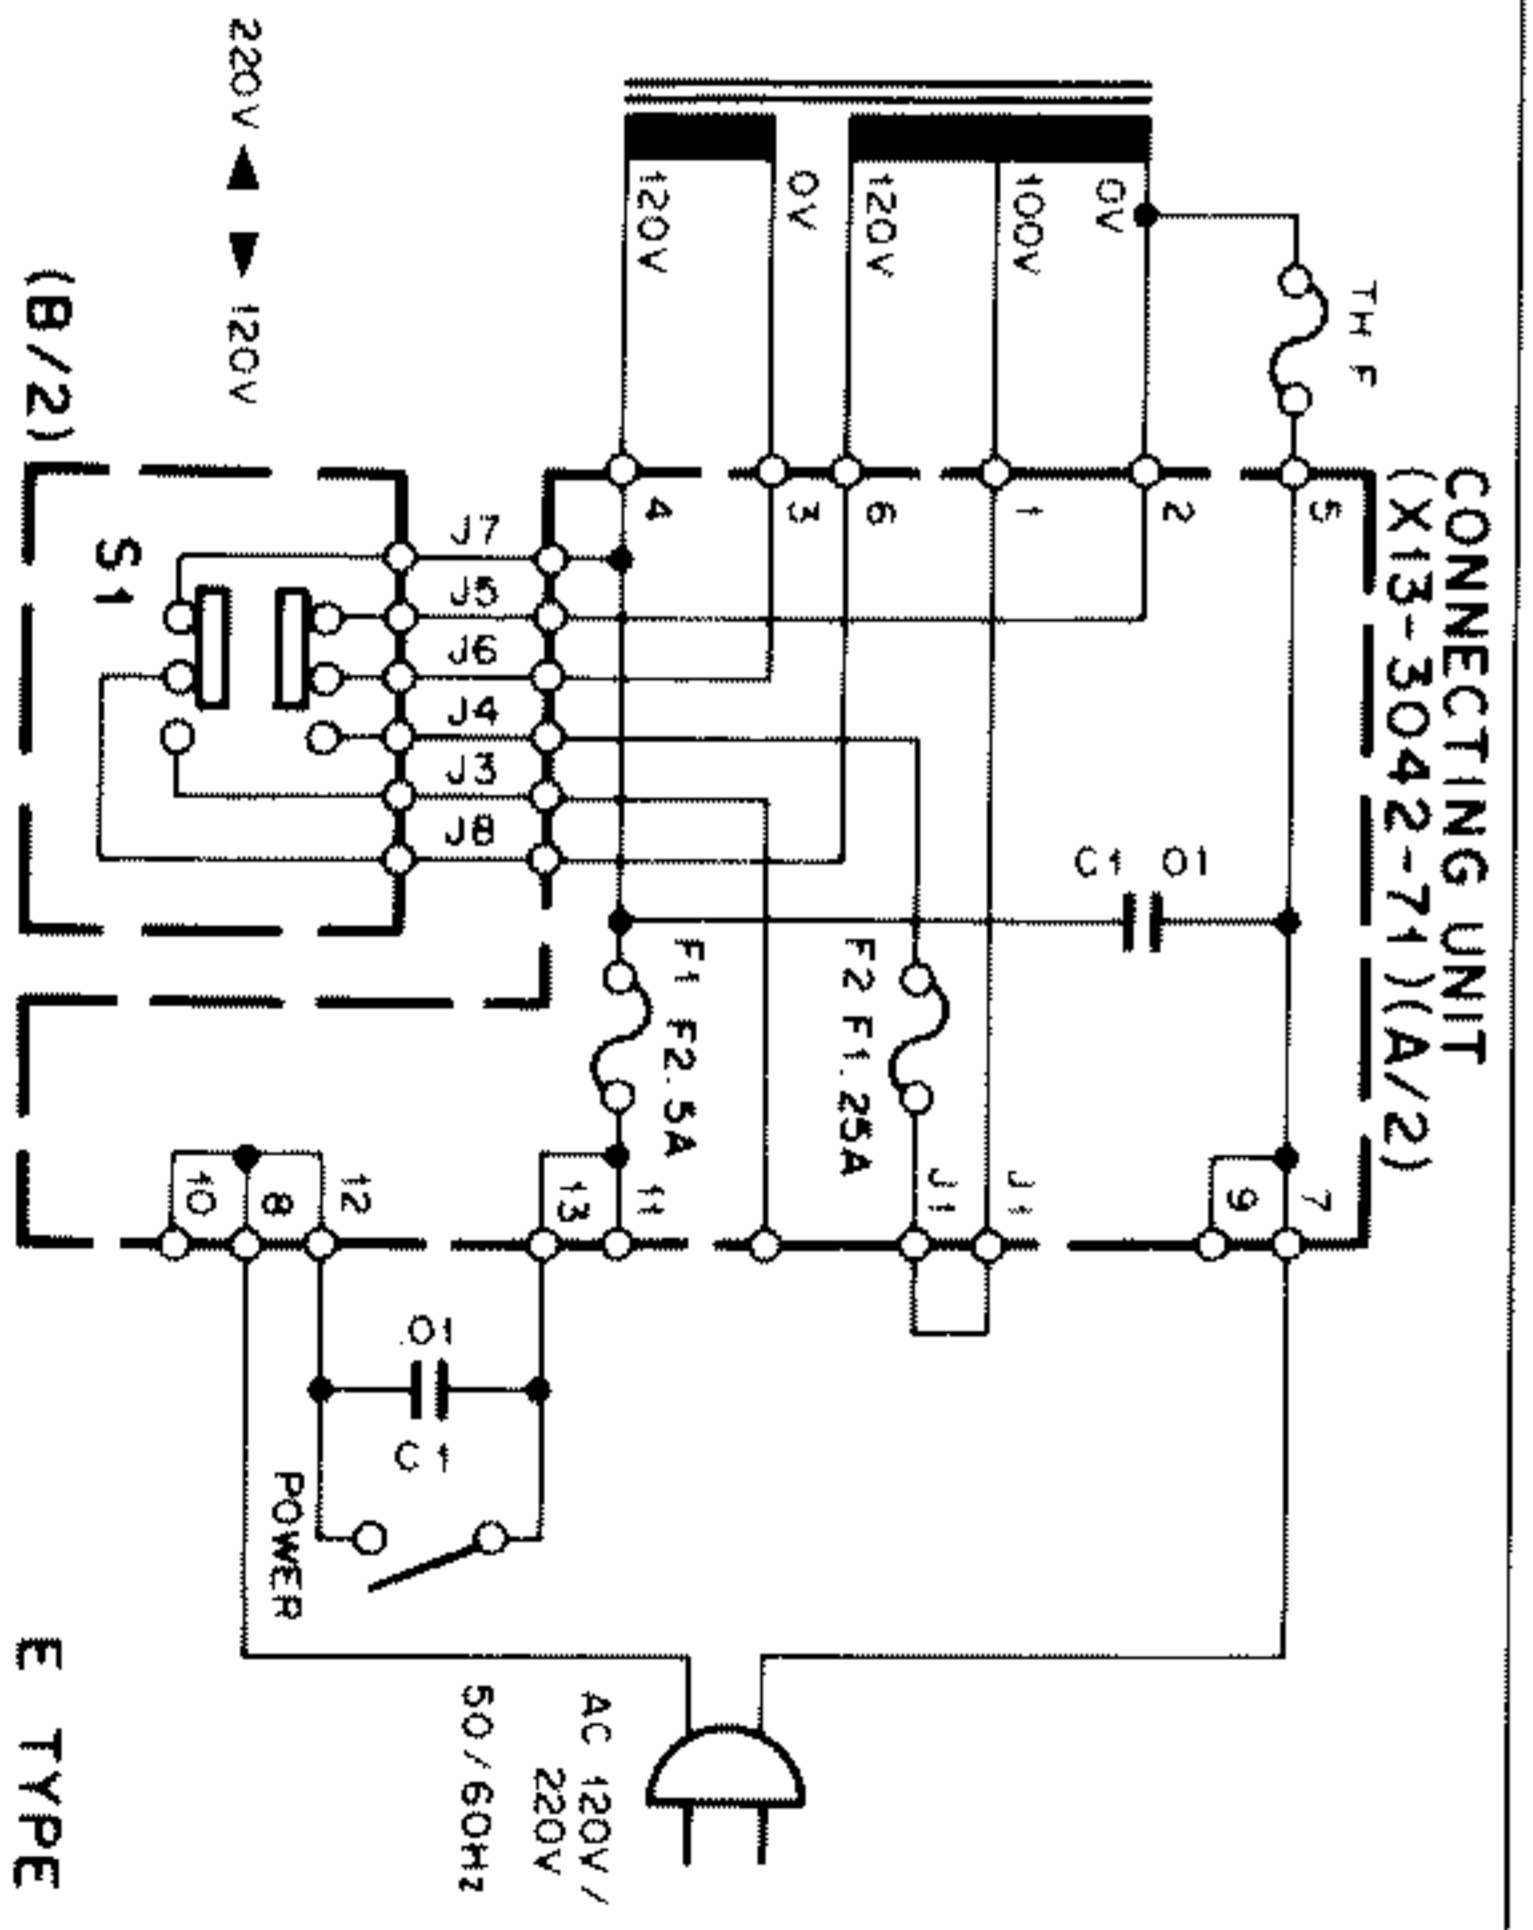 CONNECTING UNIT
(X13-3042-71)(A/2)
TH F
0V
100V
120V
0V
120V
220V ◀ ▶ 120V
(B/2)
5
2
1
6
3
4
S1
J7
J5
J6
J4
J3
J8
C1 01
F2 F1.25A
F1 F2.5A
7
9
J1
J1
11
13
12
8
10
.01
C1
POWER
AC 120V/
220V
50/60Hz
E TYPE